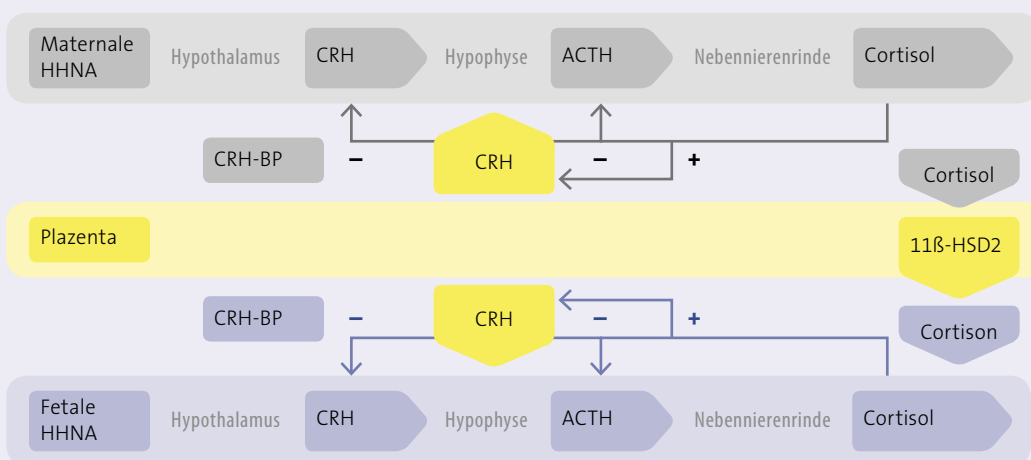 Maternale
HHNA
Hypothalamus
CRH
Hypophyse
ACTH
Nebennierenrinde
Cortisol
CRH-BP
–
CRH
–
+
Cortisol
Plazenta
11ß-HSD2
CRH-BP
–
CRH
–
+
Cortison
Fetale
HHNA
Hypothalamus
CRH
Hypophyse
ACTH
Nebennierenrinde
Cortisol